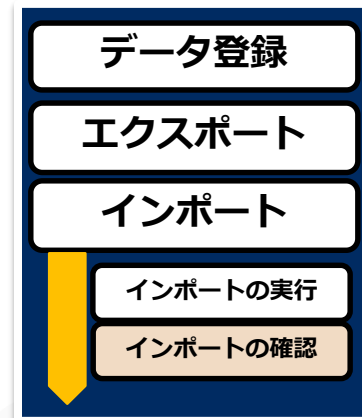 データ登録
エクスポート
インポート
インポートの実行
インポートの確認